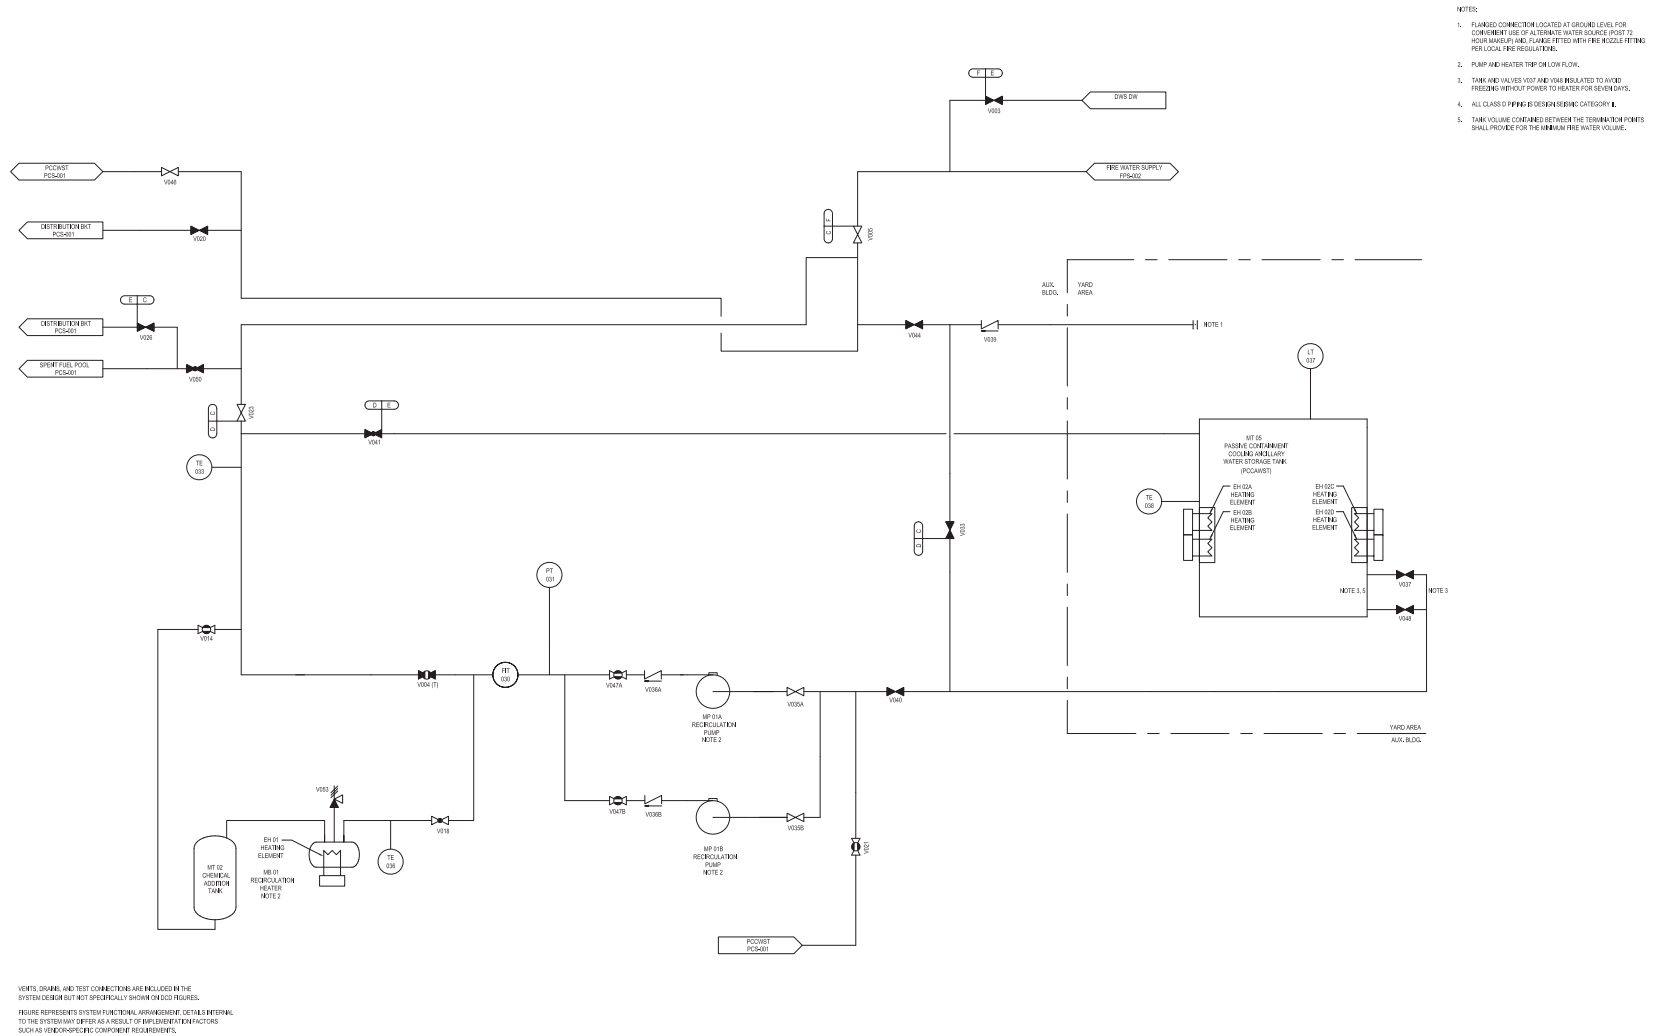 NOTES:
1. FLANGED CONNECTION LOCATED AT GROUND LEVEL FOR
CONVENIENT USE OF ALTERNATE WATER SOURCE (POST 72
HOUR MAKEUP) AND, FLANGE FITTED WITH FIRE NOZZLE FITTING
PER LOCAL FIRE REGULATIONS.
2. PUMP AND HEATER TRIP ON LOW FLOW.
3. TANK AND VALVES V037 AND V048 INSULATED TO AVOID
FREEZING WITHOUT POWER TO HEATER FOR SEVEN DAYS.
4. ALL CLASS D PIPING IS DESIGN SEISMIC CATEGORY II.
5. TANK VOLUME CONTAINED BETWEEN THE TERMINATION POINTS
SHALL PROVIDE FOR THE MINIMUM FIRE WATER VOLUME.
F E
V003
DWS DW
PCCWST
PCS-001
V046
FIRE WATER SUPPLY
FPS-002
DISTRIBUTION BKT
PCS-001
V020
C F
V005
AUX.
BLDG.
YARD
AREA
E C
DISTRIBUTION BKT
PCS-001
V026
V044
V039
NOTE 1
SPENT FUEL POOL
PCS-001
V050
LT
037
D C
V023
D E
V041
TE
033
MT 05
PASSIVE CONTAINMENT
COOLING ANCILLARY
WATER STORAGE TANK
(PCCAWST)
TE
038
EH 02A
HEATING
ELEMENT
EH 02B
HEATING
ELEMENT
EH 02C
HEATING
ELEMENT
EH 02D
HEATING
ELEMENT
D C
V033
PT
031
V037
NOTE 3, 5
NOTE 3
V048
V014
V004 (T)
FIT
030
V047A
V036A
MP 01A
RECIRCULATION
PUMP
NOTE 2
V035A
V040
YARD AREA
AUX. BLDG.
V053
V018
V047B
V036B
MP 01B
RECIRCULATION
PUMP
NOTE 2
V035B
V021
MT 02
CHEMICAL
ADDITION
TANK
EH 01
HEATING
ELEMENT
MB 01
RECIRCULATION
HEATER
NOTE 2
TE
036
PCCWST
PCS-001
VENTS, DRAINS, AND TEST CONNECTIONS ARE INCLUDED IN THE
SYSTEM DESIGN BUT NOT SPECIFICALLY SHOWN ON DCD FIGURES.
FIGURE REPRESENTS SYSTEM FUNCTIONAL ARRANGEMENT. DETAILS INTERNAL
TO THE SYSTEM MAY DIFFER AS A RESULT OF IMPLEMENTATION FACTORS
SUCH AS VENDOR-SPECIFIC COMPONENT REQUIREMENTS.